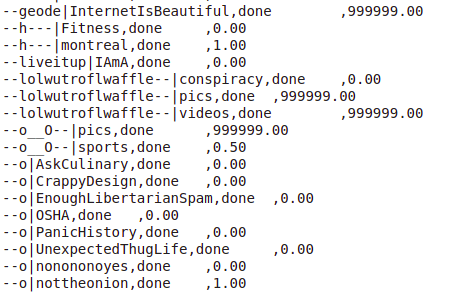 --geode|InternetIsBeautiful,done ,999999.00
--h---|Fitness,done ,0.00
--h---|montreal,done ,1.00
--liveitup|IAmA,done ,0.00
--lolwutroflwaffle--|conspiracy,done ,0.00
--lolwutroflwaffle--|pics,done ,999999.00
--lolwutroflwaffle--|videos,done ,999999.00
--o__O--|pics,done ,999999.00
--o__O--|sports,done ,0.50
--o|AskCulinary,done ,0.00
--o|CrappyDesign,done ,0.00
--o|EnoughLibertarianSpam,done ,0.00
--o|OSHA,done ,0.00
--o|PanicHistory,done ,0.00
--o|UnexpectedThugLife,done ,0.00
--o|nonononoyes,done ,0.00
--o|nottheonion,done ,1.00